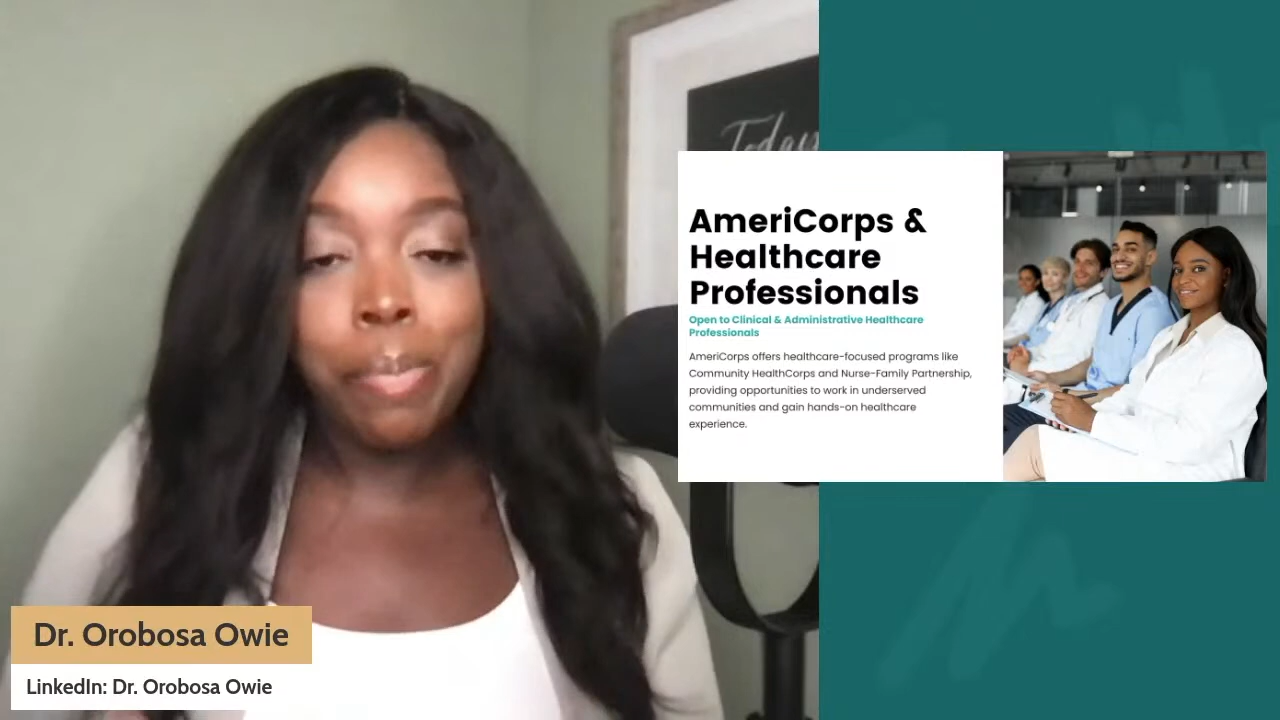 Today
AmeriCorps &
Healthcare
Professionals
Open to Clinical & Administrative Healthcare
Professionals
AmeriCorps offers healthcare-focused programs like
Community HealthCorps and Nurse-Family Partnership,
providing opportunities to work in underserved
communities and gain hands-on healthcare
experience.
Dr. Orobosa Owie
LinkedIn: Dr. Orobosa Owie